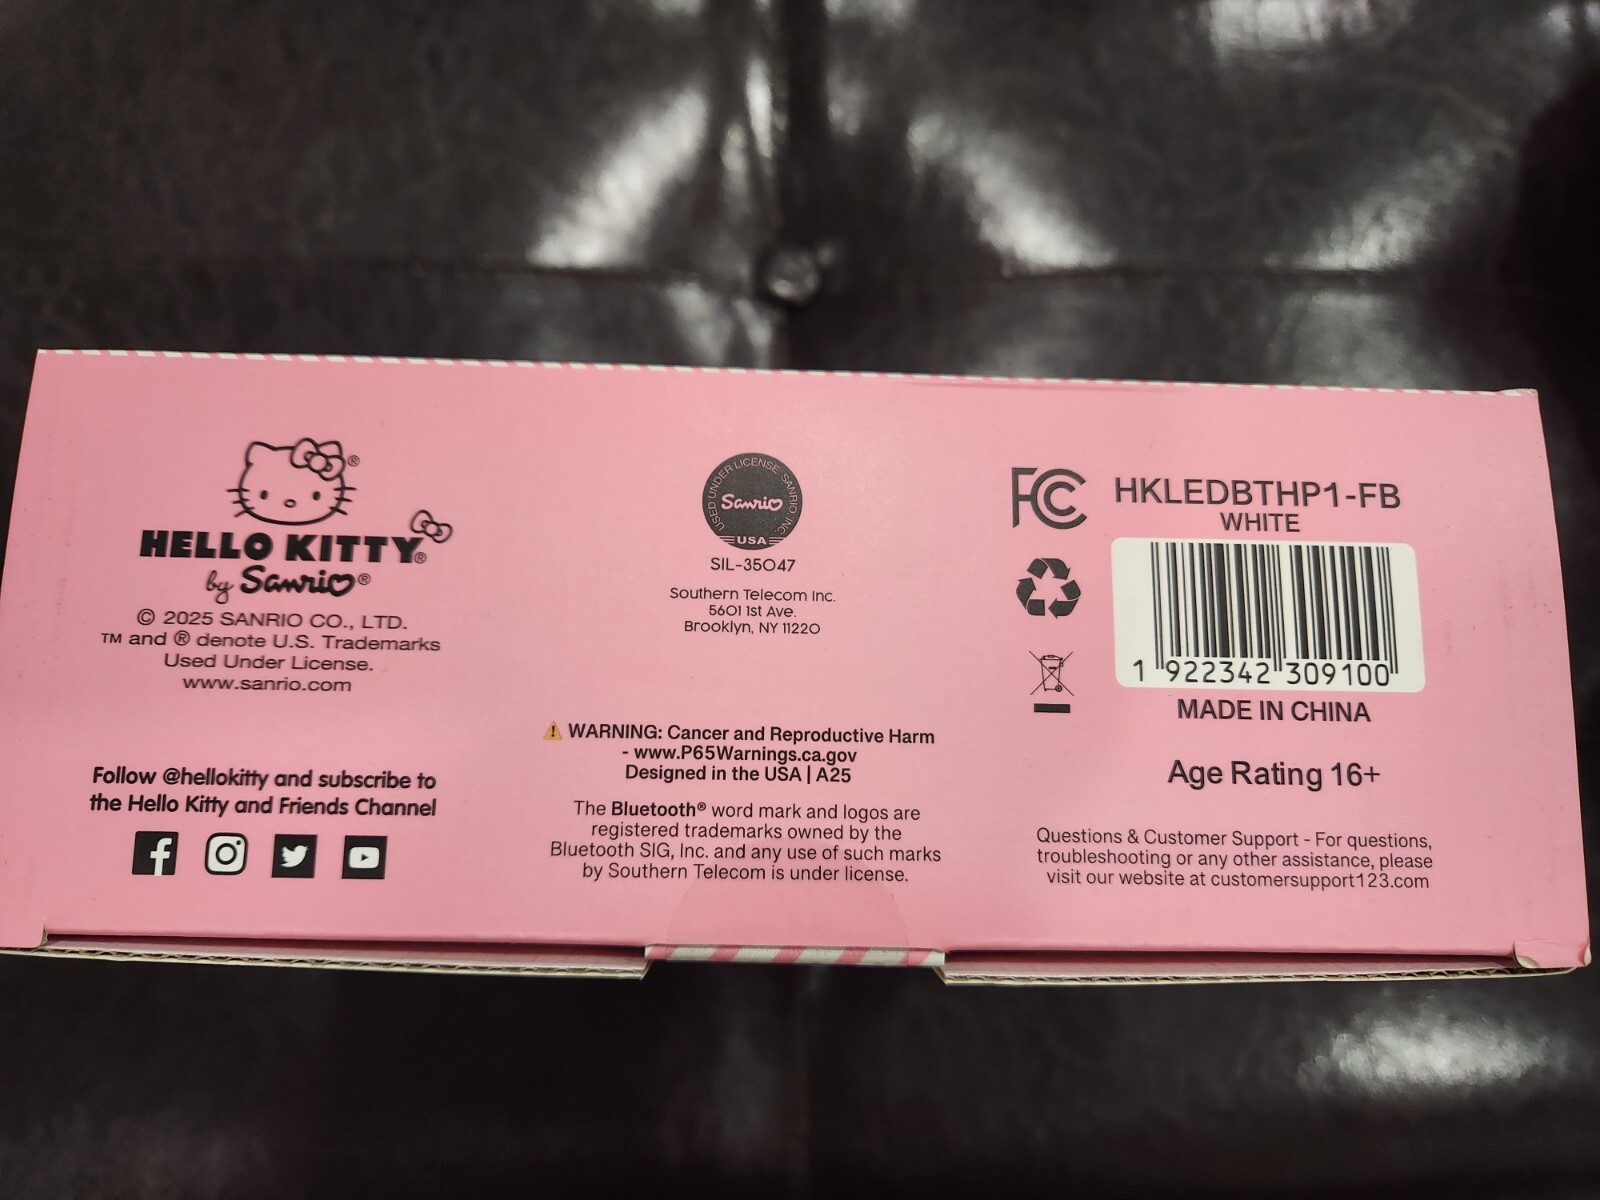 ®
HELLO KITTY®
by Sanrio®
© 2025 SANRIO CO., LTD.
TM and ® denote U.S. Trademarks
Used Under License.
www.sanrio.com
Follow @hellokitty and subscribe to
the Hello Kitty and Friends Channel
USED UNDER LICENSE SANRIO INC.
Sanrio
USA
SIL-35047
Southern Telecom Inc.
5601 1st Ave.
Brooklyn, NY 11220
WARNING: Cancer and Reproductive Harm
- www.P65Warnings.ca.gov
Designed in the USA | A25
The Bluetooth® word mark and logos are
registered trademarks owned by the
Bluetooth SIG, Inc. and any use of such marks
by Southern Telecom is under license.
FC
HKLEDBTHP1-FB
WHITE
1 922342 309100
MADE IN CHINA
Age Rating 16+
Questions & Customer Support - For questions,
troubleshooting or any other assistance, please
visit our website at customersupport123.com